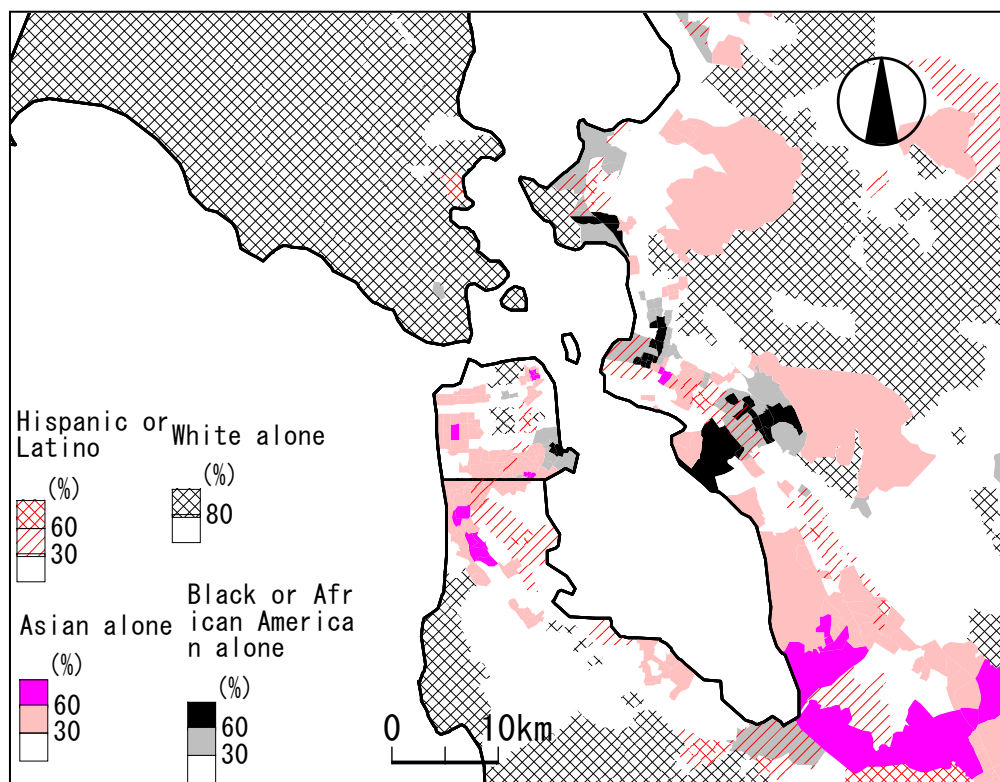 Hispanic or
Latino
(%)
60
30
White alone
(%)
80
Asian alone
(%)
60
30
Black or Afr
ican America
n alone
(%)
60
30
0 10km